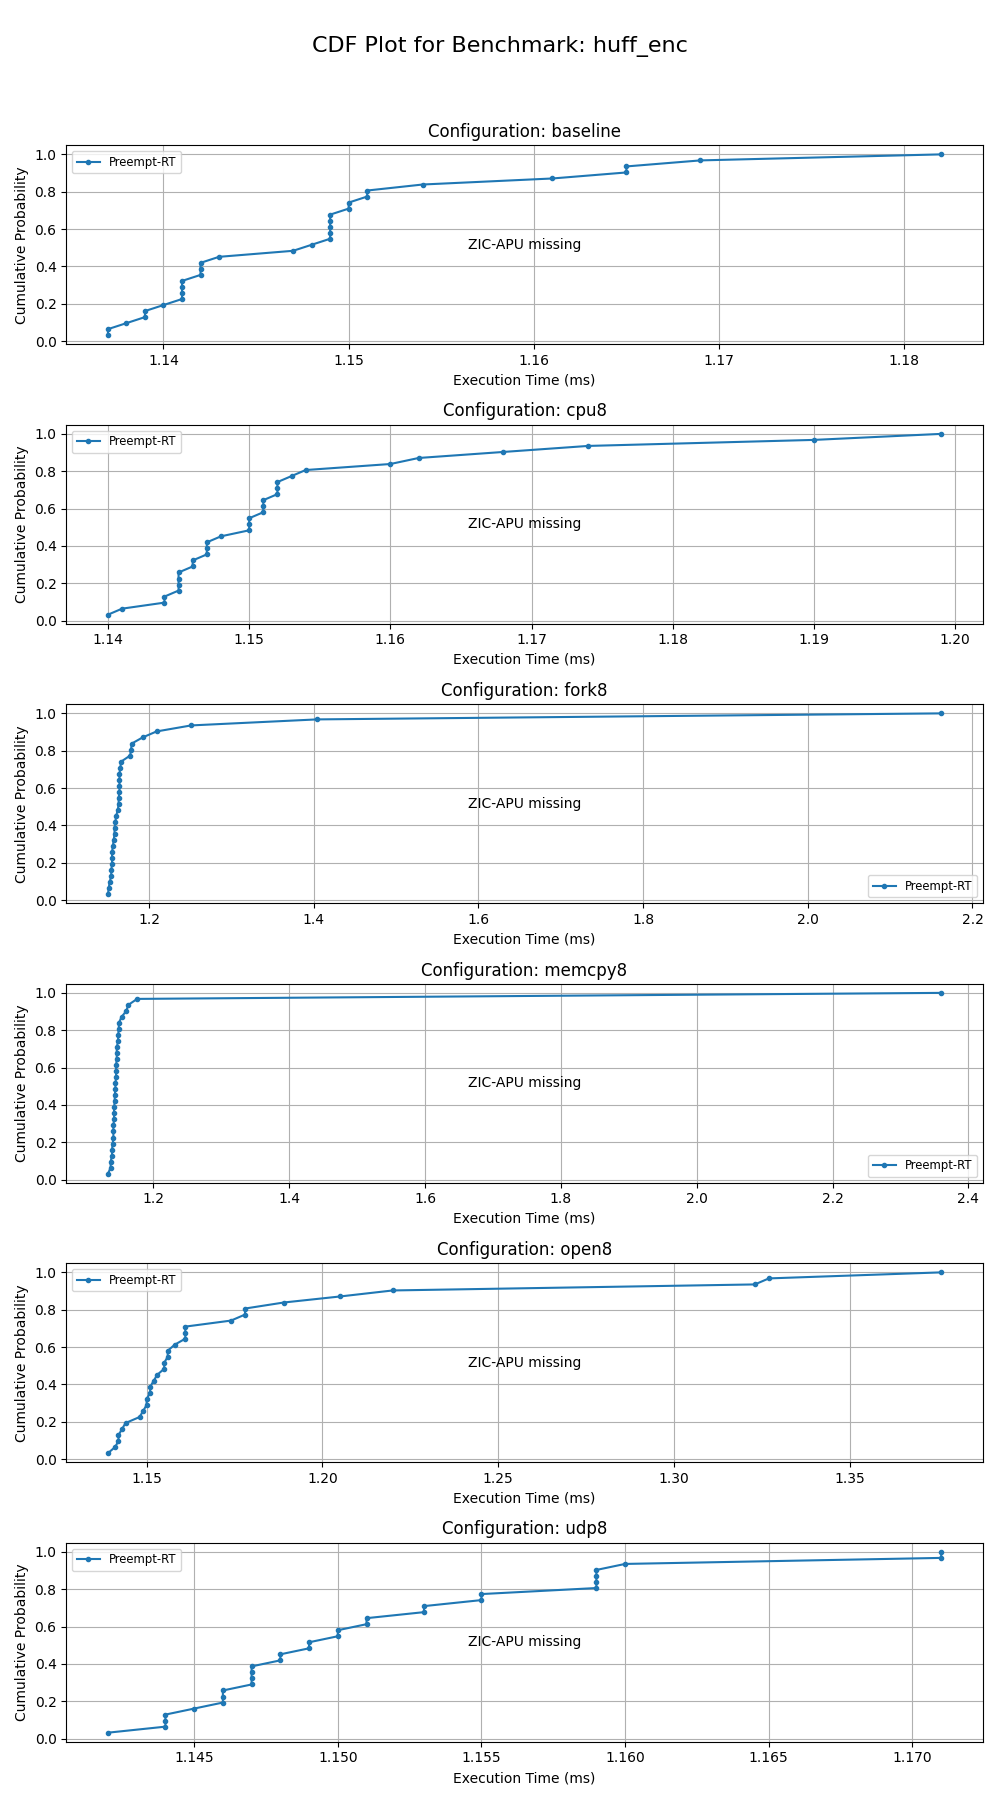 CDF Plot for Benchmark: huff_enc
Configuration: baseline
Cumulative Probability
1.0
0.8
0.6
0.4
0.2
0.0
Preempt-RT
ZIC-APU missing
1.14 1.15 1.16 1.17 1.18
Execution Time (ms)
Configuration: cpu8
Cumulative Probability
1.0
0.8
0.6
0.4
0.2
0.0
Preempt-RT
ZIC-APU missing
1.14 1.15 1.16 1.17 1.18 1.19 1.20
Execution Time (ms)
Configuration: fork8
Cumulative Probability
1.0
0.8
0.6
0.4
0.2
0.0
ZIC-APU missing
Preempt-RT
1.2 1.4 1.6 1.8 2.0 2.2
Execution Time (ms)
Configuration: memcpy8
Cumulative Probability
1.0
0.8
0.6
0.4
0.2
0.0
ZIC-APU missing
Preempt-RT
1.2 1.4 1.6 1.8 2.0 2.2 2.4
Execution Time (ms)
Configuration: open8
Cumulative Probability
1.0
0.8
0.6
0.4
0.2
0.0
Preempt-RT
ZIC-APU missing
1.15 1.20 1.25 1.30 1.35
Execution Time (ms)
Configuration: udp8
Cumulative Probability
1.0
0.8
0.6
0.4
0.2
0.0
Preempt-RT
ZIC-APU missing
1.145 1.150 1.155 1.160 1.165 1.170
Execution Time (ms)